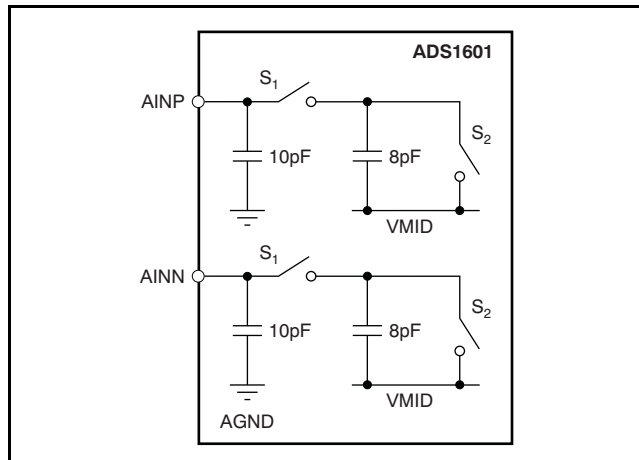 ADS1601
S1
AINP
S2
10pF
8pF
VMID
S1
AINN
S2
10pF
8pF
VMID
AGND